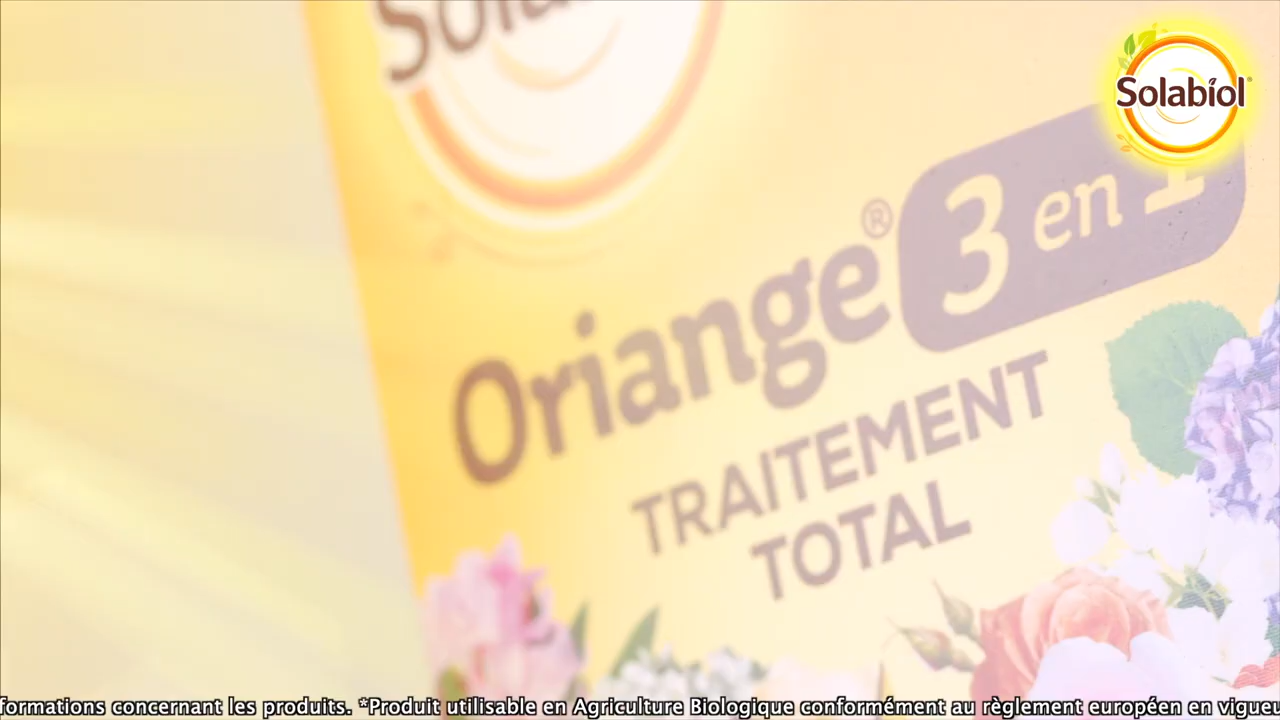 Solabiol®
Oriange® 3 en 1
TRAITEMENT
TOTAL
formations concernant les produits. *Produit utilisable en Agriculture Biologique conformément au règlement européen en vigueu